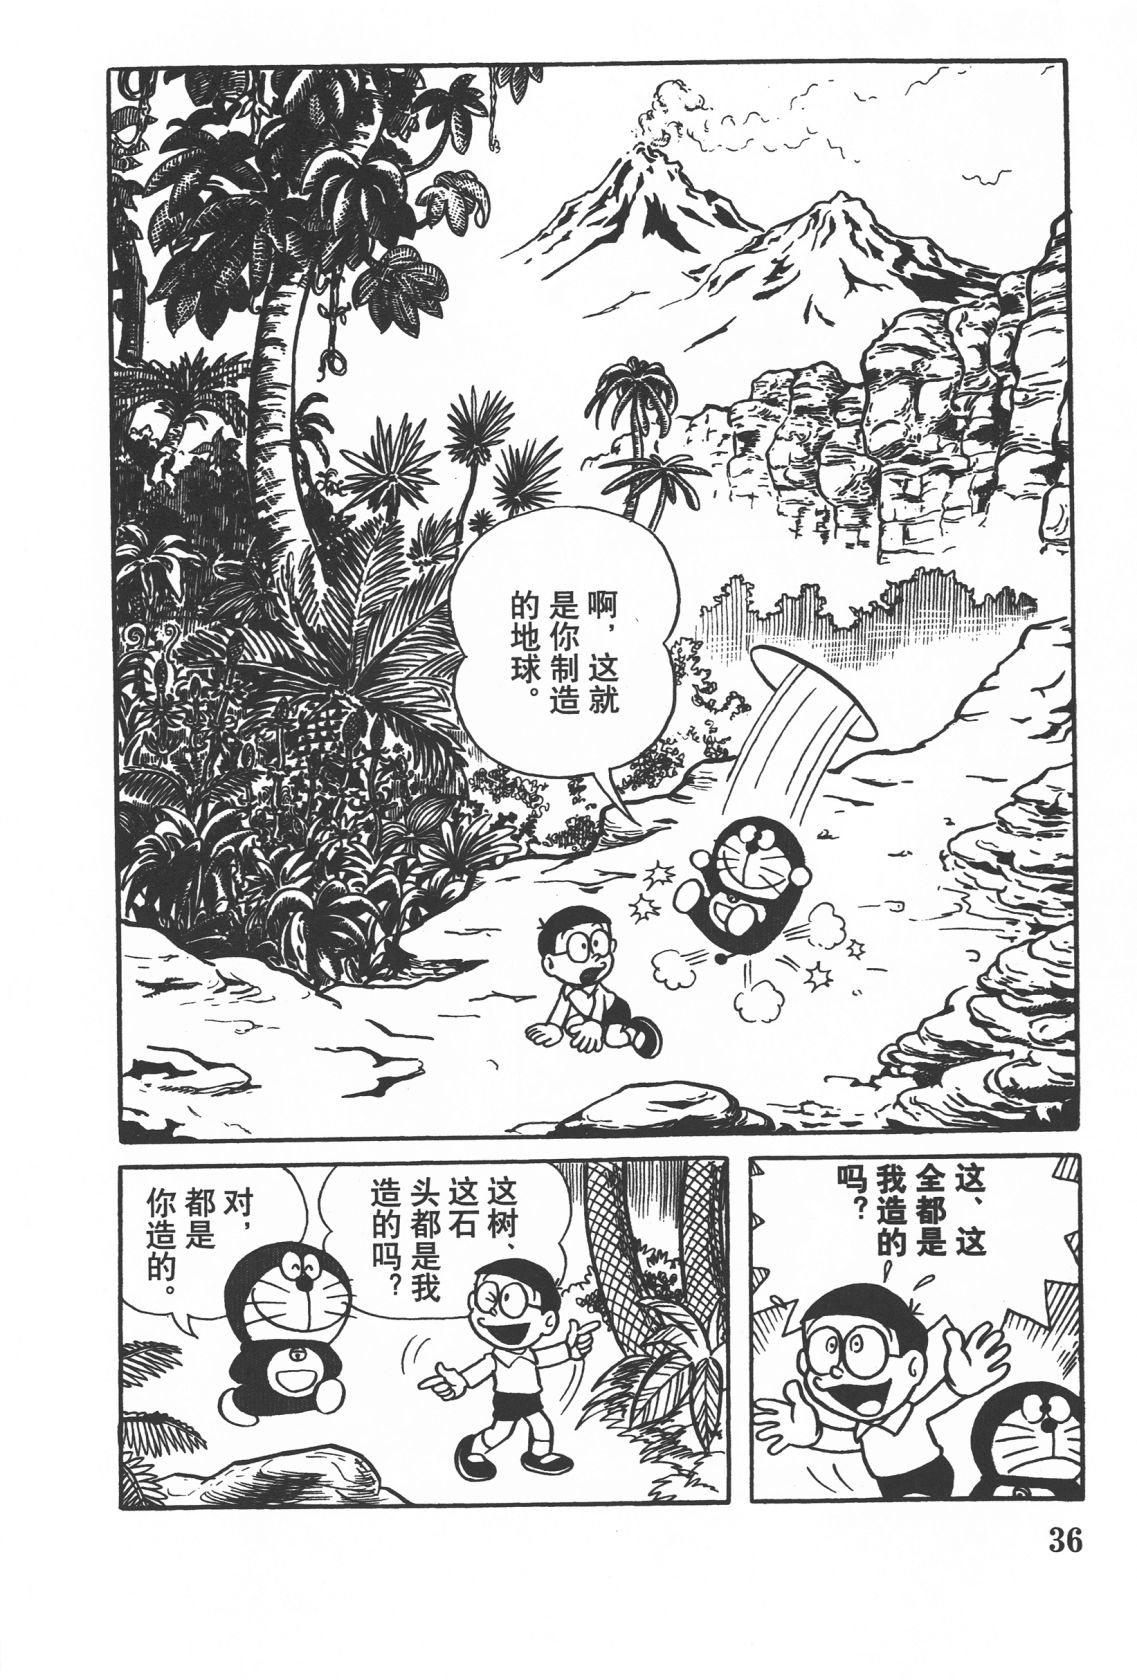 啊，这就
是你制造
的地球。
这、这
全都是
我造的
吗？
这树、
这石
头都是我
造的吗？
对，
都是
你造的。
36